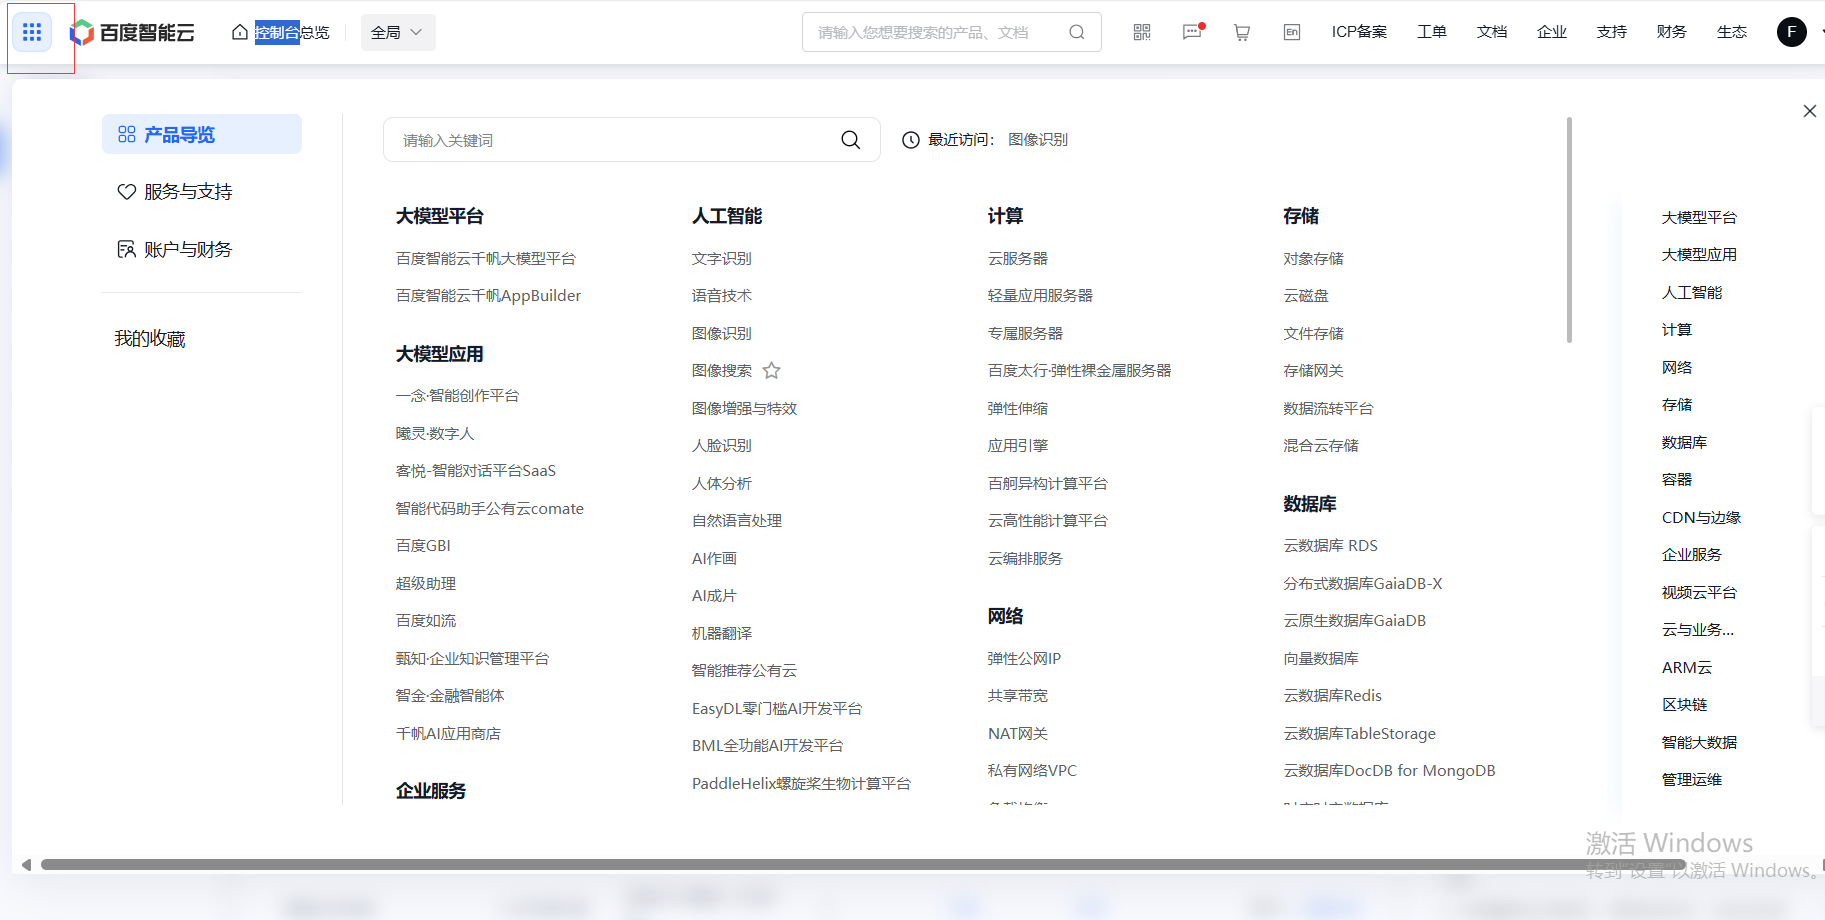 百度智能云
控制台总览
全局
请输入您想要搜索的产品、文档
En
ICP备案
工单
文档
企业
支持
财务
生态
F
产品导览
服务与支持
账户与财务
我的收藏
请输入关键词
最近访问：
图像识别
大模型平台
百度智能云千帆大模型平台
百度智能云千帆AppBuilder
大模型应用
一念·智能创作平台
曦灵·数字人
客悦-智能对话平台SaaS
智能代码助手公有云comate
百度GBI
超级助理
百度如流
甄知·企业知识管理平台
智金·金融智能体
千帆AI应用商店
企业服务
人工智能
文字识别
语音技术
图像识别
图像搜索
图像增强与特效
人脸识别
人体分析
自然语言处理
AI作画
AI成片
机器翻译
智能推荐公有云
EasyDL零门槛AI开发平台
BML全功能AI开发平台
PaddleHelix螺旋桨生物计算平台
计算
云服务器
轻量应用服务器
专属服务器
百度太行·弹性裸金属服务器
弹性伸缩
应用引擎
百舸异构计算平台
云高性能计算平台
云编排服务
网络
弹性公网IP
共享带宽
NAT网关
私有网络VPC
存储
对象存储
云磁盘
文件存储
存储网关
数据流转平台
混合云存储
数据库
云数据库 RDS
分布式数据库GaiaDB-X
云原生数据库GaiaDB
向量数据库
云数据库Redis
云数据库TableStorage
云数据库DocDB for MongoDB
大模型平台
大模型应用
人工智能
计算
网络
存储
数据库
容器
CDN与边缘
企业服务
视频云平台
云与业务...
ARM云
区块链
智能大数据
管理运维
激活 Windows
转到"设置"以激活 Windows。